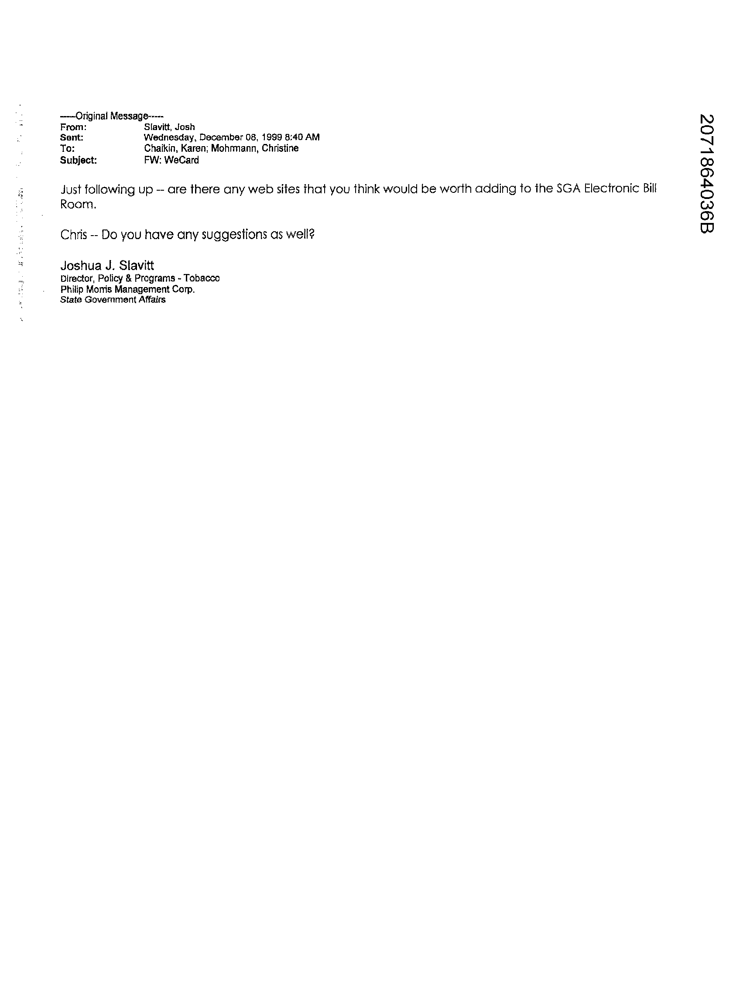 -----Original Message-----
From: Slavitt, Josh
Sent: Wednesday, December 08, 1999 8:40 AM
To: Chaikin, Karen; Mohrmann, Christine
Subject: FW: WeCard
Just following up -- are there any web sites that you think would be worth adding to the SGA Electronic Bill
Room.
Chris -- Do you have any suggestions as well?
Joshua J. Slavitt
Director, Policy & Programs - Tobacco
Philip Morris Management Corp.
State Government Affairs
2071864036B